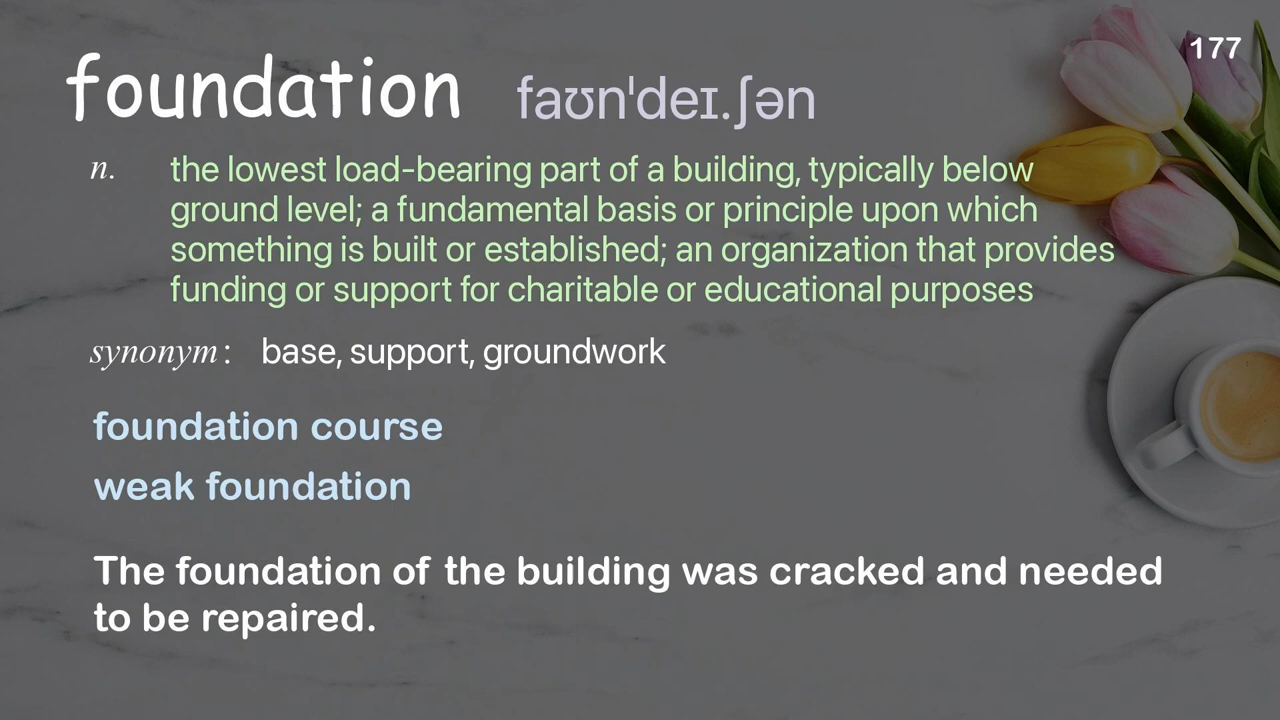 177
foundation faʊnˈdeɪ.ʃən
n. the lowest load-bearing part of a building, typically below
ground level; a fundamental basis or principle upon which
something is built or established; an organization that provides
funding or support for charitable or educational purposes
synonym: base, support, groundwork
foundation course
weak foundation
The foundation of the building was cracked and needed
to be repaired.